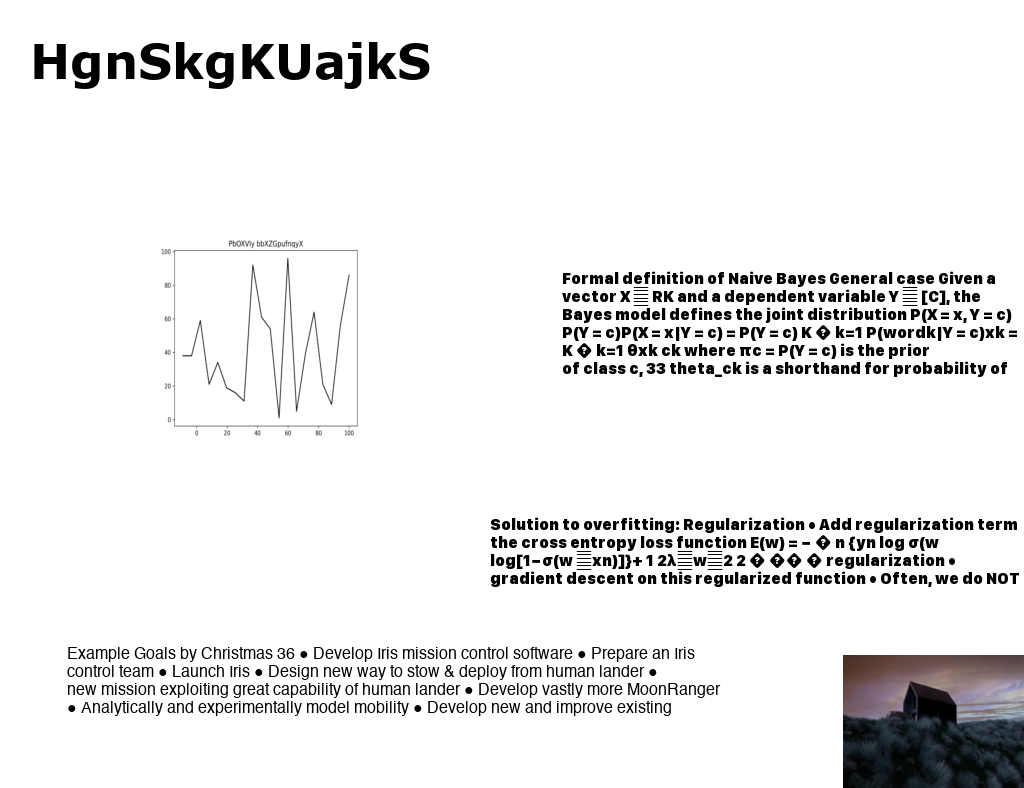 HgnSkgKUajkS
PbOXVIy bbXZGpufnqyX
100
80
60
40
20
0
0 20 40 60 80 100
Formal definition of Naive Bayes General case Given a
vector X RK and a dependent variable Y [C], the
Bayes model defines the joint distribution P(X = x, Y = c)
P(Y = c)P(X = x|Y = c) = P(Y = c) K � k=1 P(wordk|Y = c)xk =
K � k=1 θxk ck where πc = P(Y = c) is the prior
of class c, 33 theta_ck is a shorthand for probability of
Solution to overfitting: Regularization • Add regularization term
the cross entropy loss function E(w) = − � n {yn log σ(w
log[1−σ(w xn)]}+ 1 2λ w 2 2 � �� � regularization •
gradient descent on this regularized function • Often, we do NOT
Example Goals by Christmas 36 ● Develop Iris mission control software ● Prepare an Iris
control team ● Launch Iris ● Design new way to stow & deploy from human lander ●
new mission exploiting great capability of human lander ● Develop vastly more MoonRanger
● Analytically and experimentally model mobility ● Develop new and improve existing